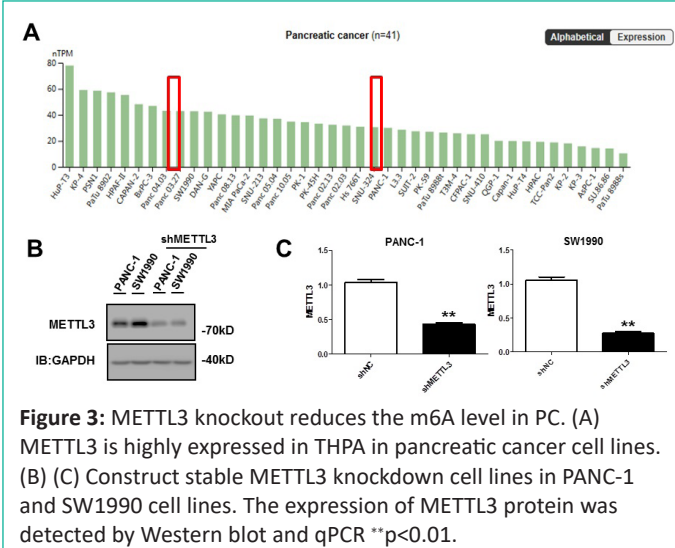 A
Pancreatic cancer (n=41)
Alphabetical Expression
nTPM
80
60
40
20
0
HuP-T3
KP-4
PSN1
PaTu 8902
HPAF-II
CAPAN-2
BxPC-3
Panc 04.03
Panc 03.27
SW1990
DAN-G
YAPC
Panc 08.13
MIA PaCa-2
SNU-213
Panc 05.04
Panc 10.05
PK-1
PK-45H
Panc 02.13
Panc 02.03
Hs 766T
SNU-324
PANC-1
L3.3
SUIT-2
PK-59
PaTu 8988t
T3M-4
CFPAC-1
SNU-410
QGP-1
Capan-1
HuP-T4
HPAC
TCC-Pan2
KP-2
KP-3
AsPC-1
SU.86.86
PaTu 8988s
B
shMETTL3
PANC-1
SW1990
PANC-1
SW1990
METTL3
-70kD
IB:GAPDH
-40kD
C
PANC-1
METTL3
1.5
1.0
0.5
0.0
**
shNC
shMETTL3
SW1990
METTL3
1.5
1.0
0.5
0.0
**
shNC
shMETTL3
Figure 3: METTL3 knockout reduces the m6A level in PC. (A)
METTL3 is highly expressed in THPA in pancreatic cancer cell lines.
(B) (C) Construct stable METTL3 knockdown cell lines in PANC-1
and SW1990 cell lines. The expression of METTL3 protein was
detected by Western blot and qPCR **p<0.01.